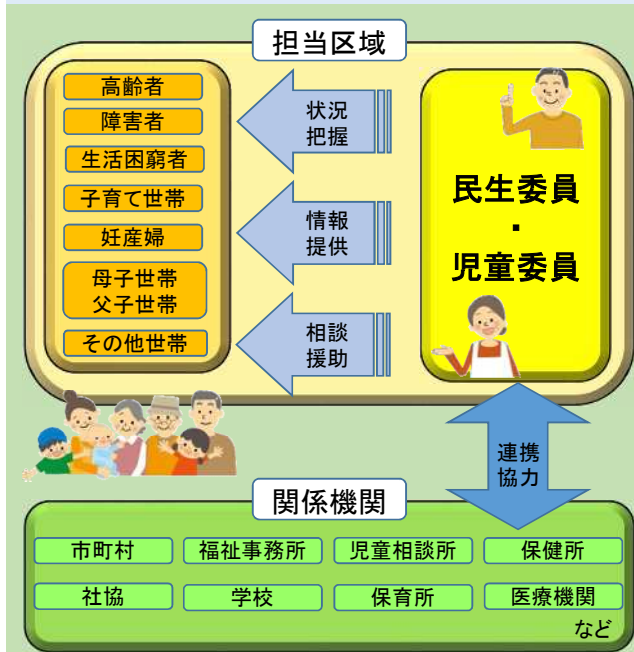 担当区域
高齢者
障害者
生活困窮者
子育て世帯
妊産婦
母子世帯
父子世帯
その他世帯
状況
把握
情報
提供
相談
援助
民生委員
・
児童委員
連携
協力
関係機関
市町村 福祉事務所 児童相談所 保健所
社協 学校 保育所 医療機関
など